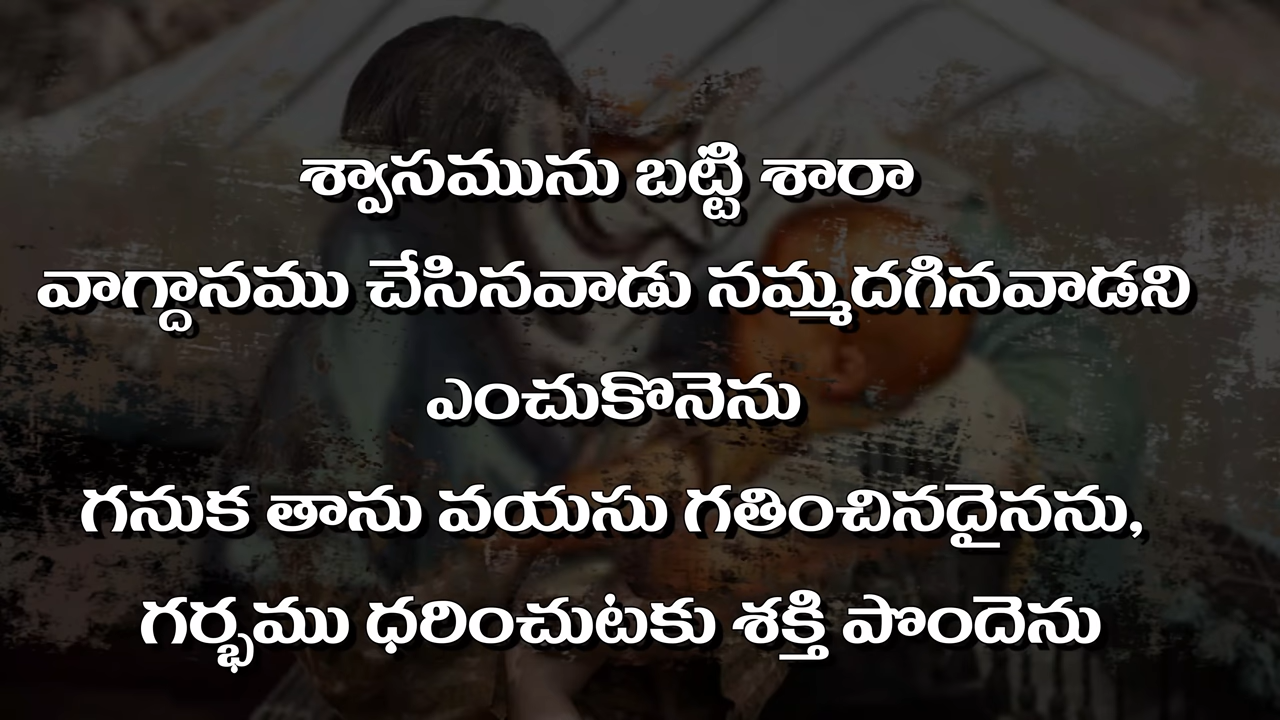 శ్వాసమును బట్టి శారా
వాగ్దానము చేసినవాడు నమ్మదగినవాడని
ఎంచుకొనెను
గనుక తాను వయసు గతించినదైనను,
గర్భము ధరించుటకు శక్తి పొందెను